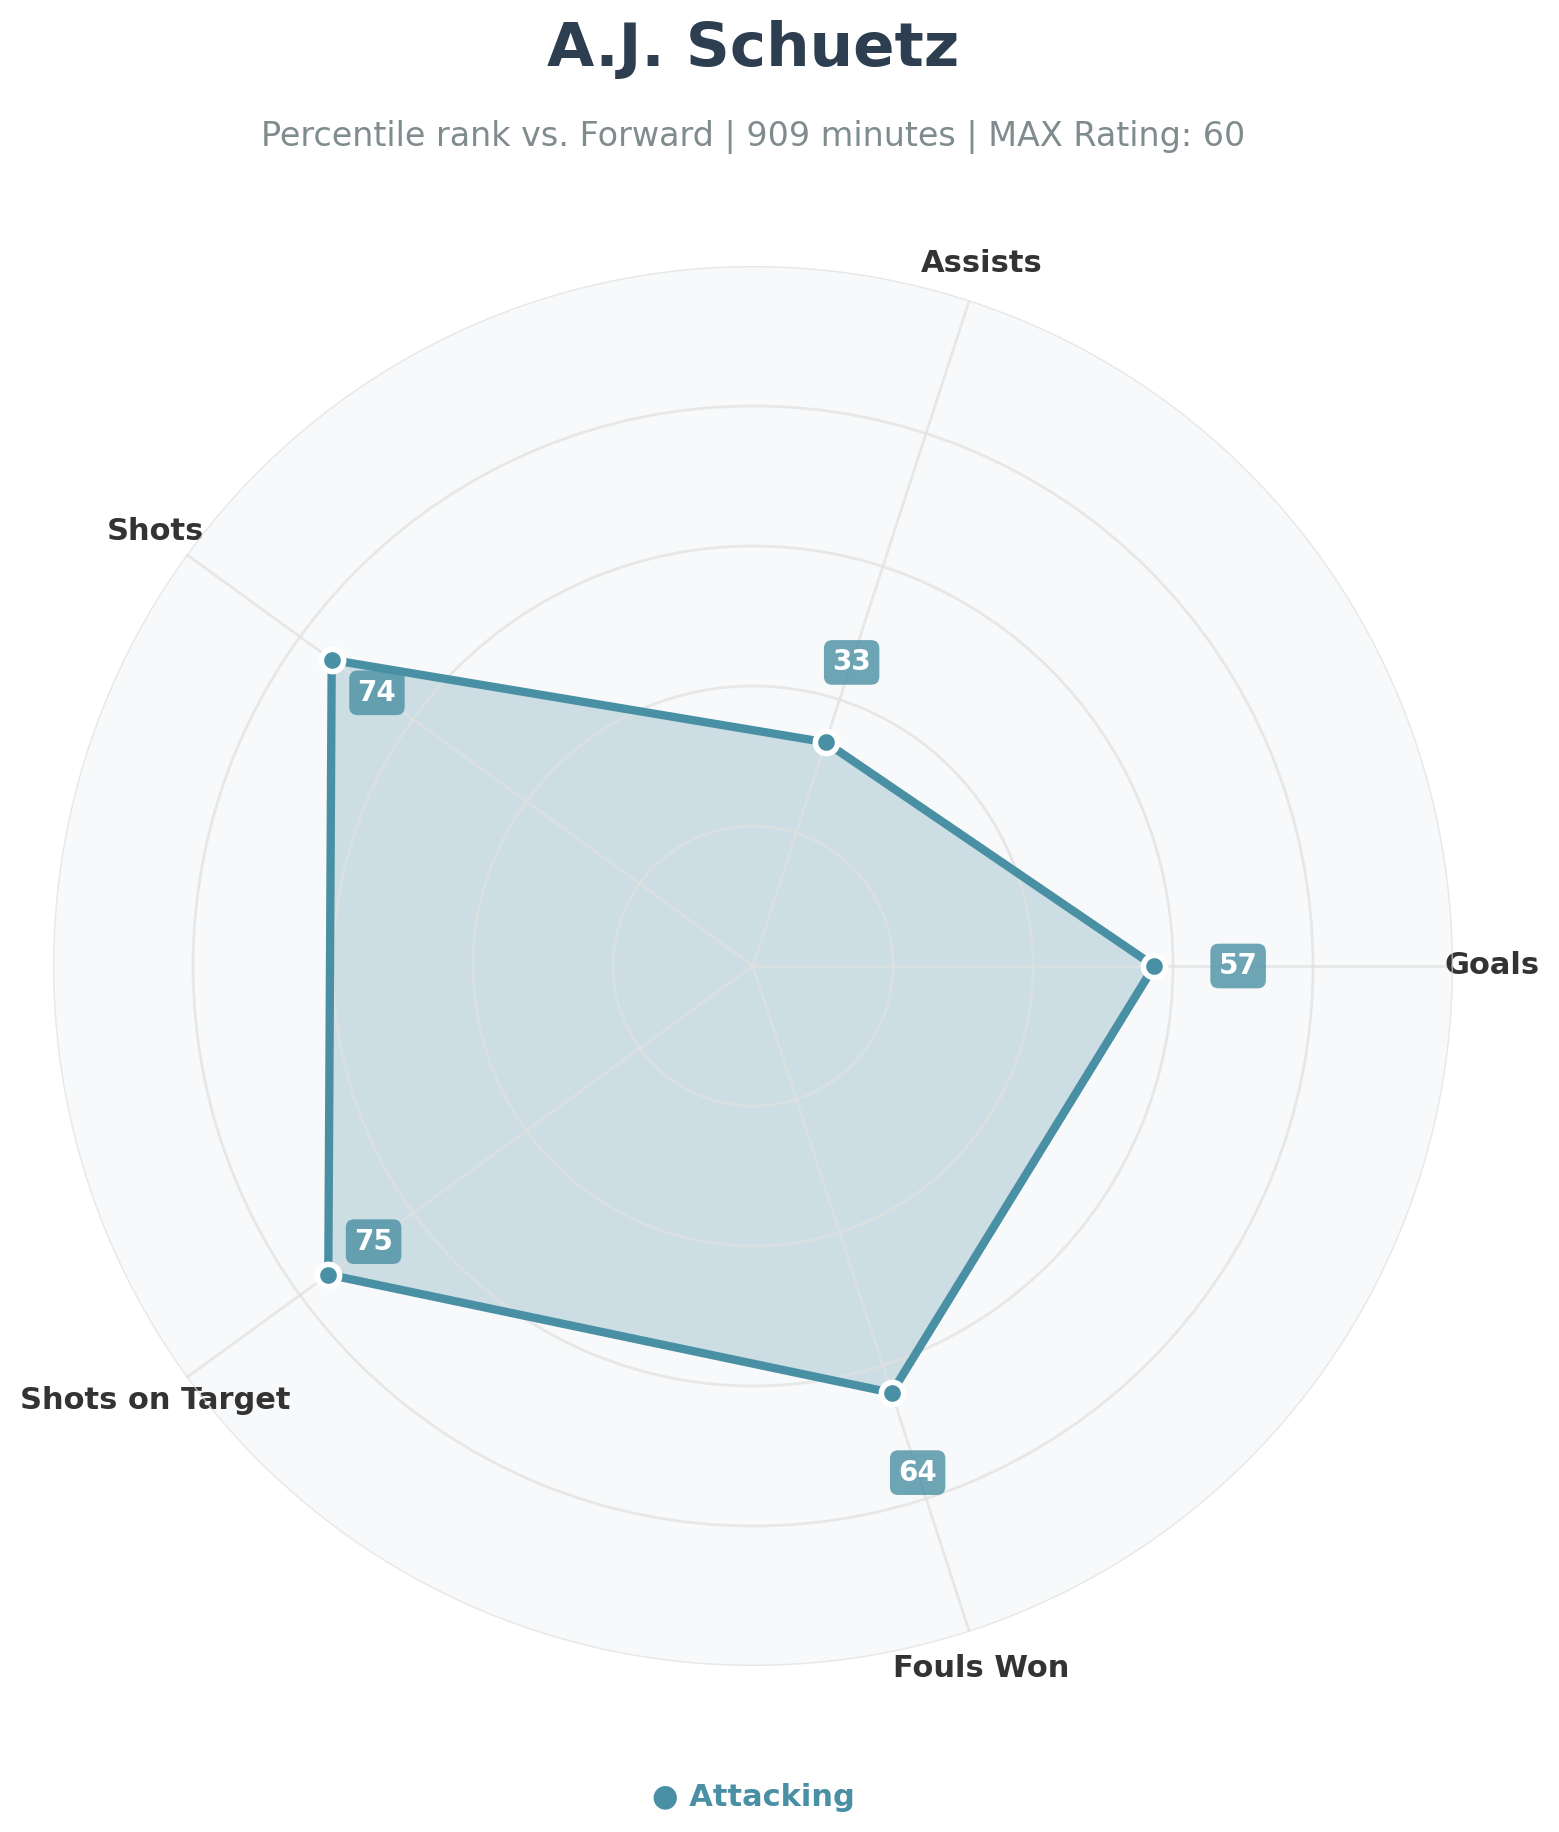 A.J. Schuetz
Percentile rank vs. Forward | 909 minutes | MAX Rating: 60
Assists
Shots
33
74
57
Goals
75
Shots on Target
64
Fouls Won
Attacking